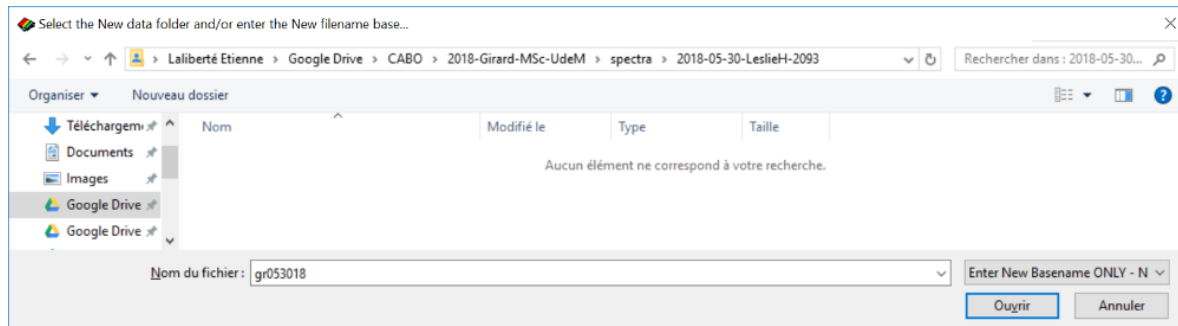 Select the New data folder and/or enter the New filename base...
Laliberté Etienne > Google Drive > CABO > 2018-Girard-MSc-UdeM > spectra > 2018-05-30-LeslieH-2093
Rechercher dans : 2018-05-30...
Organiser Nouveau dossier
Nom Modifié le Type Taille
Aucun élément ne correspond à votre recherche.
Téléchargem
Documents
Images
Google Drive
Google Drive
Nom du fichier : gr053018
Enter New Basename ONLY - N
Ouvrir Annuler